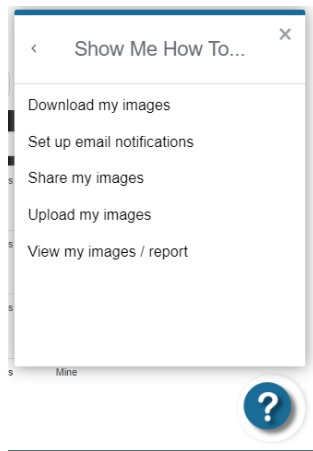 ‹ Show Me How To... ×
Download my images
Set up email notifications
s
Share my images
Upload my images
s
View my images / report
s
s Mine
?